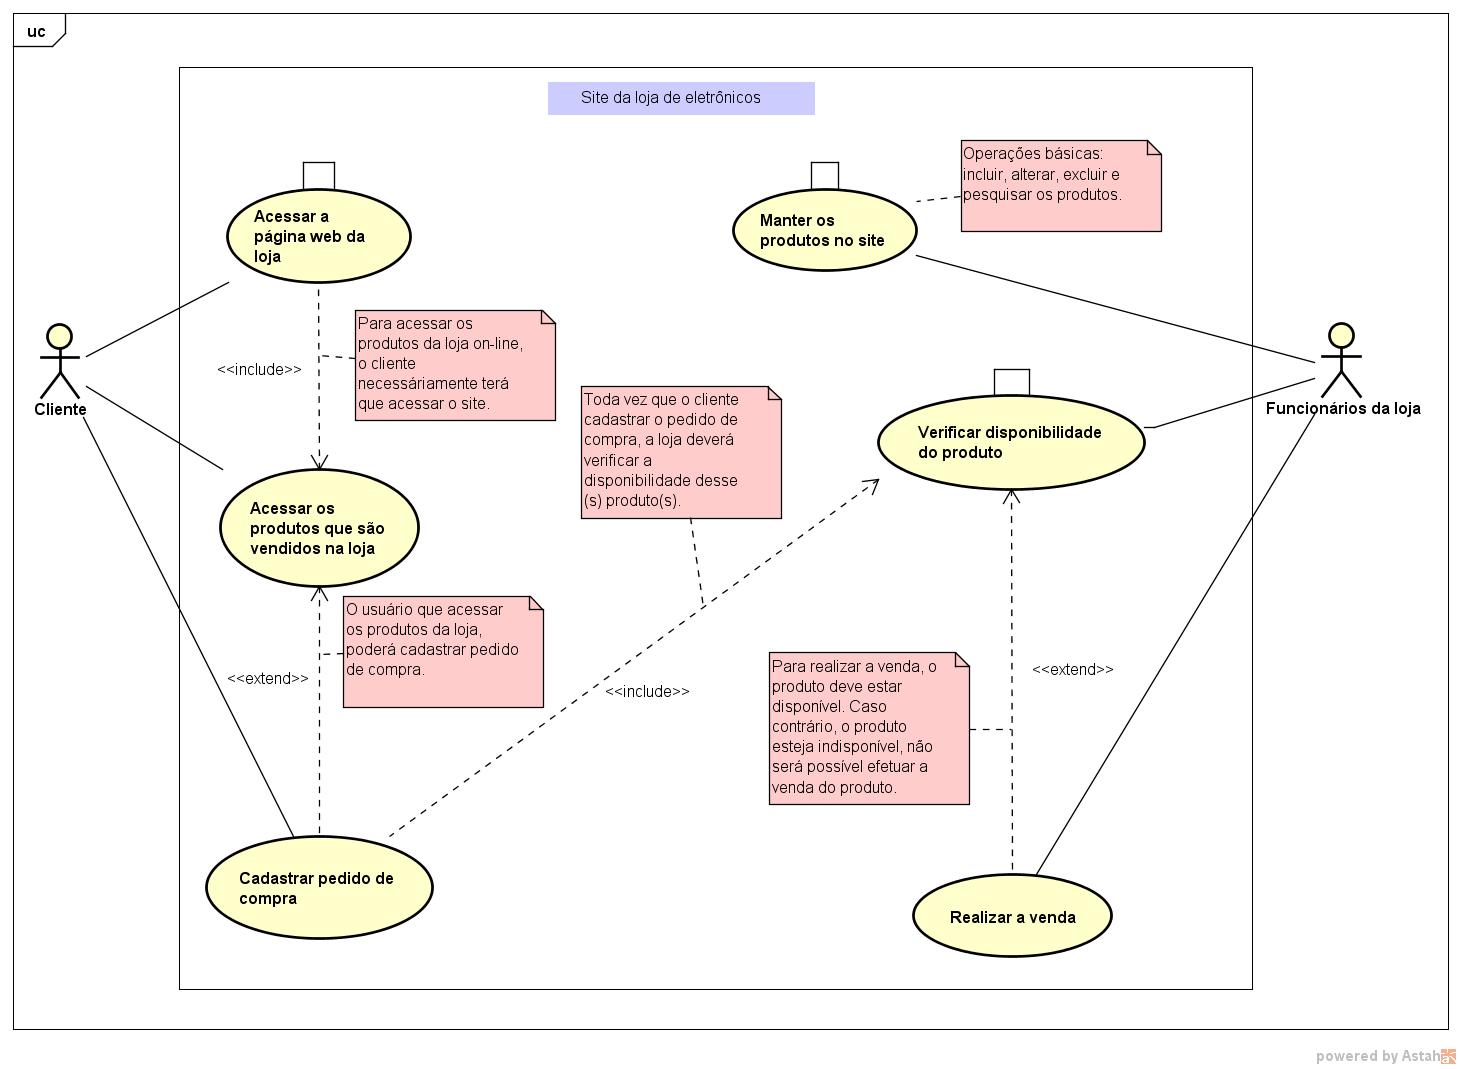 uc
Site da loja de eletrônicos
Acessar a
página web da
loja
Manter os
produtos no site
Operações básicas:
incluir, alterar, excluir e
pesquisar os produtos.
<<include>>
Para acessar os
produtos da loja on-line,
o cliente
necessáriamente terá
que acessar o site.
Cliente
Toda vez que o cliente
cadastrar o pedido de
compra, a loja deverá
verificar a
disponibilidade desse
(s) produto(s).
Verificar disponibilidade
do produto
Funcionários da loja
Acessar os
produtos que são
vendidos na loja
O usuário que acessar
os produtos da loja,
poderá cadastrar pedido
de compra.
<<extend>>
<<include>>
Para realizar a venda, o
produto deve estar
disponível. Caso
contrário, o produto
esteja indisponível, não
será possível efetuar a
venda do produto.
<<extend>>
Cadastrar pedido de
compra
Realizar a venda
powered by Astah